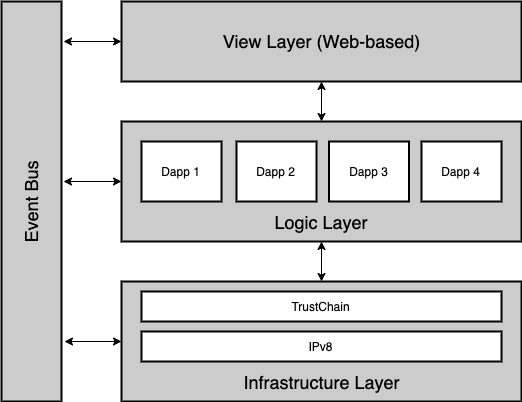 Event Bus
View Layer (Web-based)
Dapp 1
Dapp 2
Dapp 3
Dapp 4
Logic Layer
TrustChain
IPv8
Infrastructure Layer